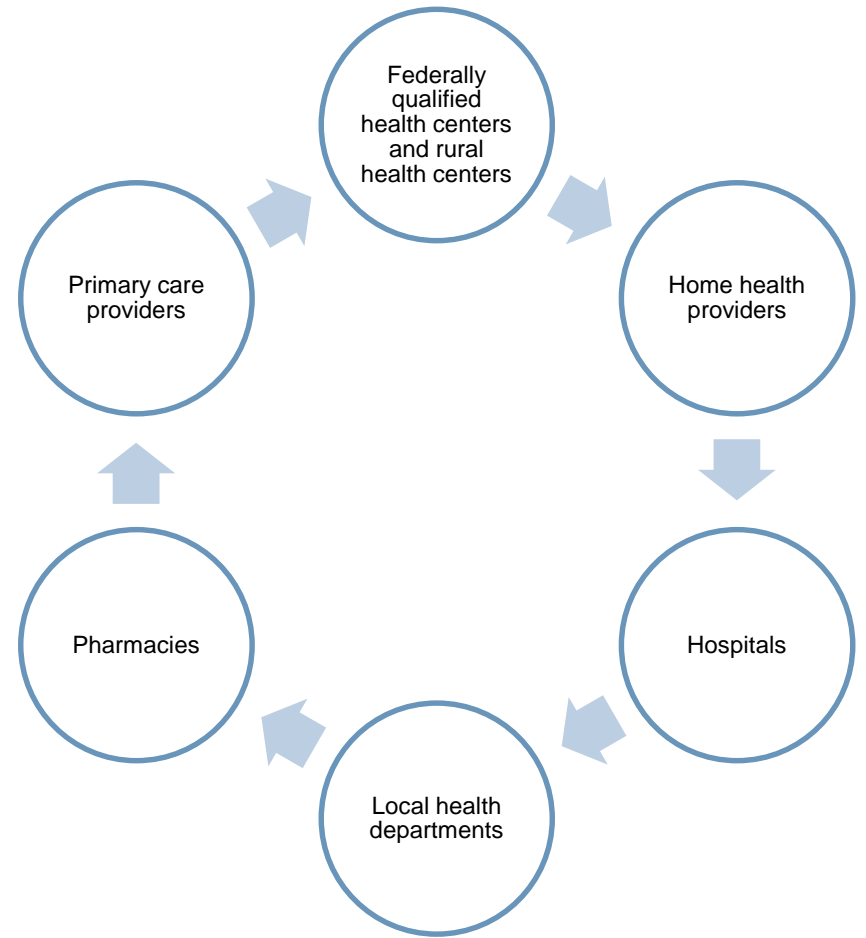 Federally
qualified
health centers
and rural
health centers
Home health
providers
Hospitals
Local health
departments
Pharmacies
Primary care
providers